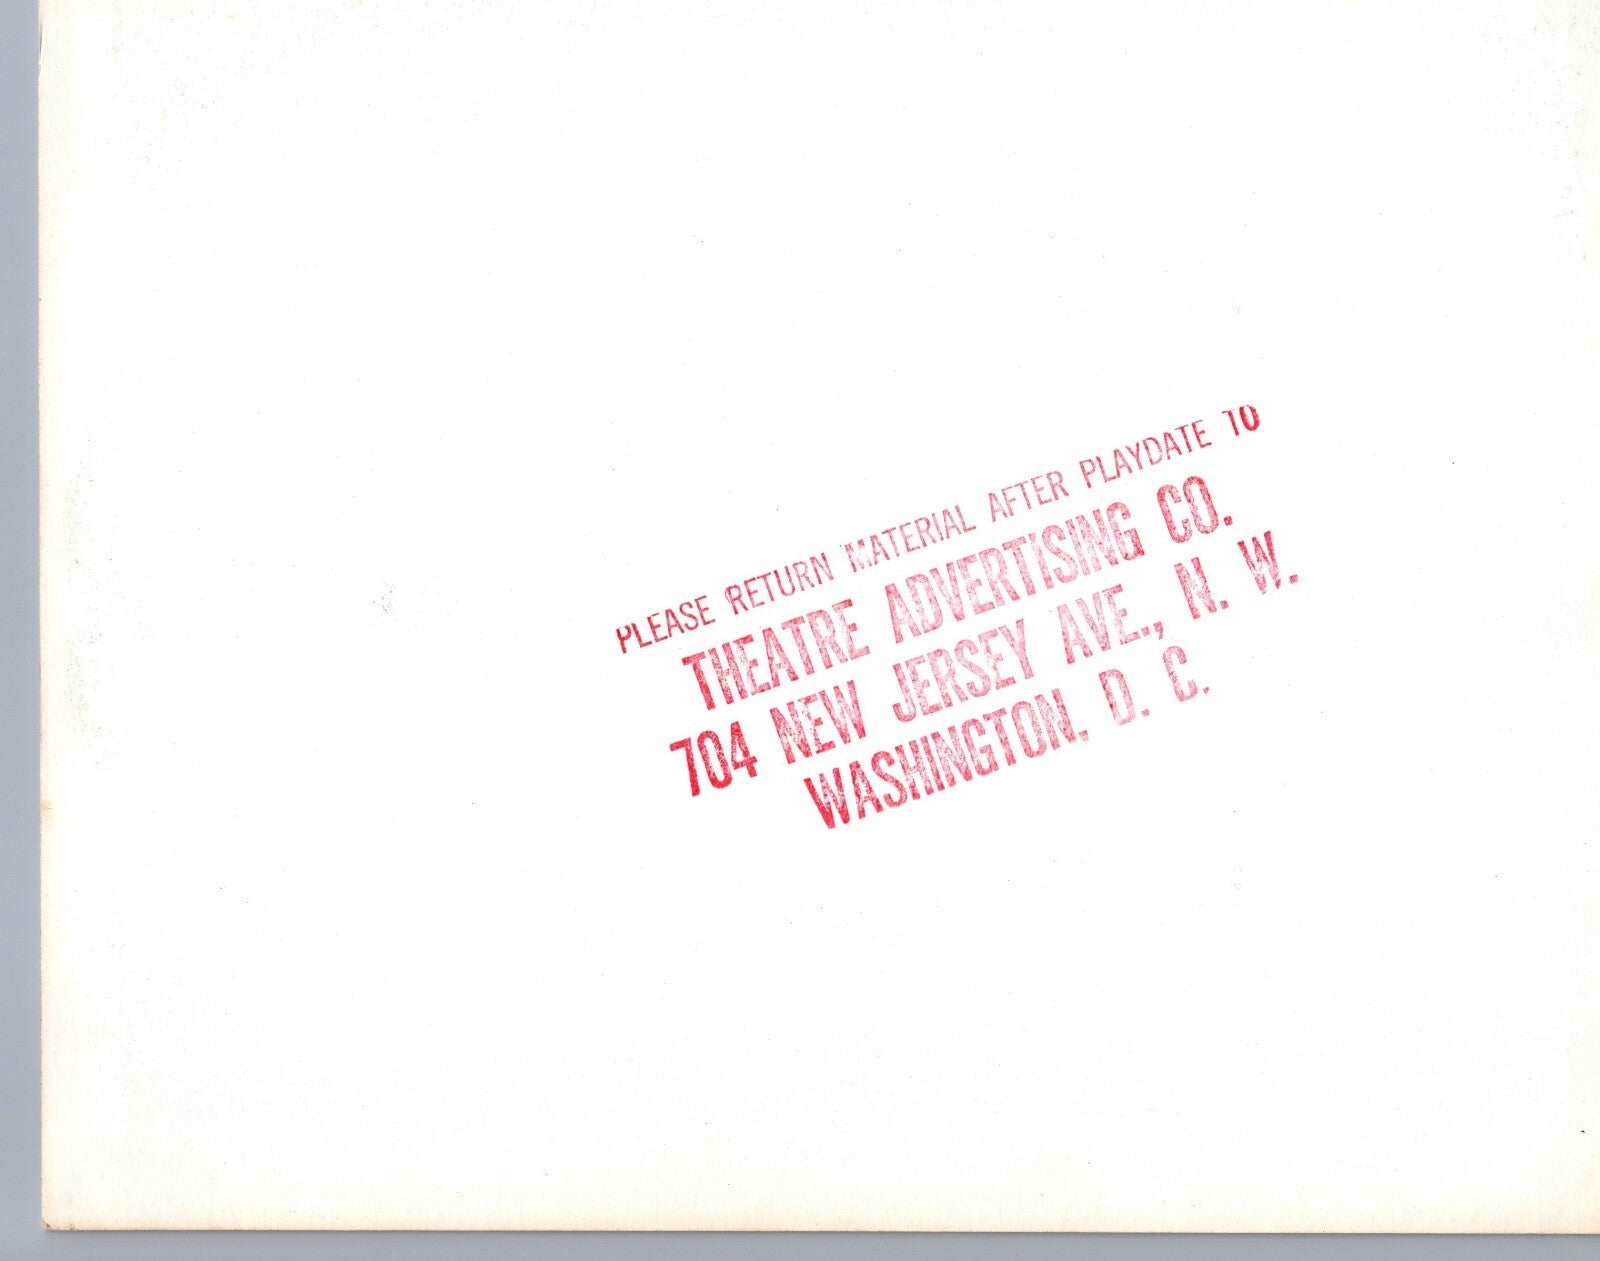 PLEASE RETURN MATERIAL AFTER PLAYDATE TO
THEATRE ADVERTISING CO.
704 NEW JERSEY AVE., N. W.
WASHINGTON, D. C.